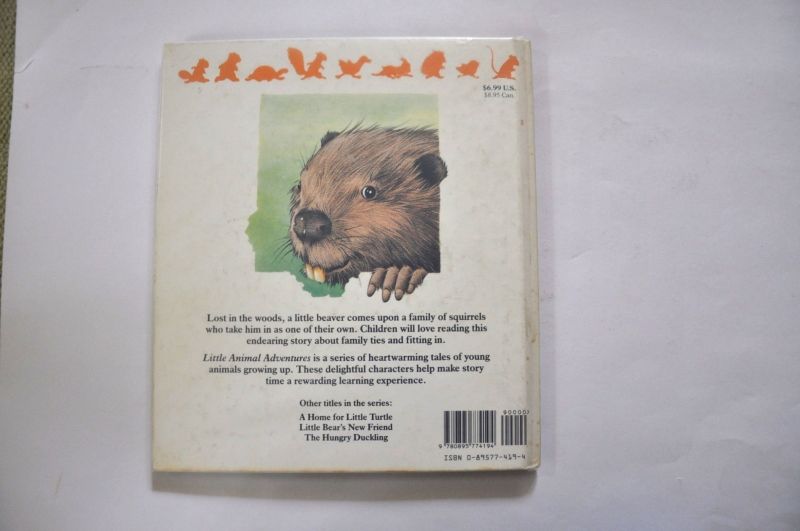 $6.99 U.S.
$8.95 Can.
Lost in the woods, a little beaver comes upon a family of squirrels
who take him in as one of their own. Children will love reading this
endearing story about family ties and fitting in.
Little Animal Adventures is a series of heartwarming tales of young
animals growing up. These delightful characters help make story
time a rewarding learning experience.
Other titles in the series:
A Home for Little Turtle
Little Bear's New Friend
The Hungry Duckling
90000>
9 780895 774194
ISBN 0-89577-419-4